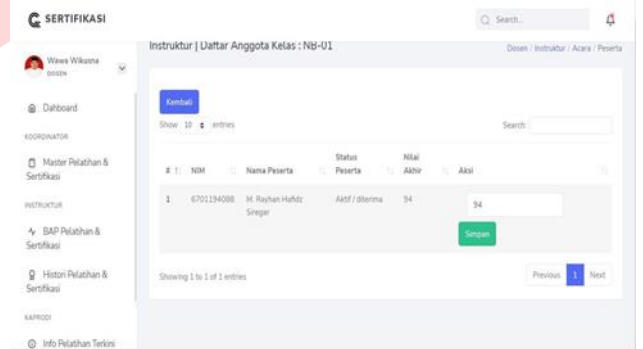 SERTIFIKASI
Search..
Wawa Wikusna
DOSEN
Dahboard
KOORDINATOR
Master Pelatihan &
Sertifikasi
INSTRUKTUR
BAP Pelatihan &
Sertifikasi
Histori Pelatihan &
Sertifikasi
KAPRODI
Info Pelatihan Terkini
Instruktur | Daftar Anggota Kelas : NB-01
Dosen / Instruktur / Acara / Peserta
Kembali
Show 10 entries
Search:
# NIM Nama Peserta Status Peserta Nilai Akhir Aksi
1 6701194088 M. Rayhan Hafidz Siregar Aktif / diterima 94 94
Simpan
Showing 1 to 1 of 1 entries
Previous 1 Next